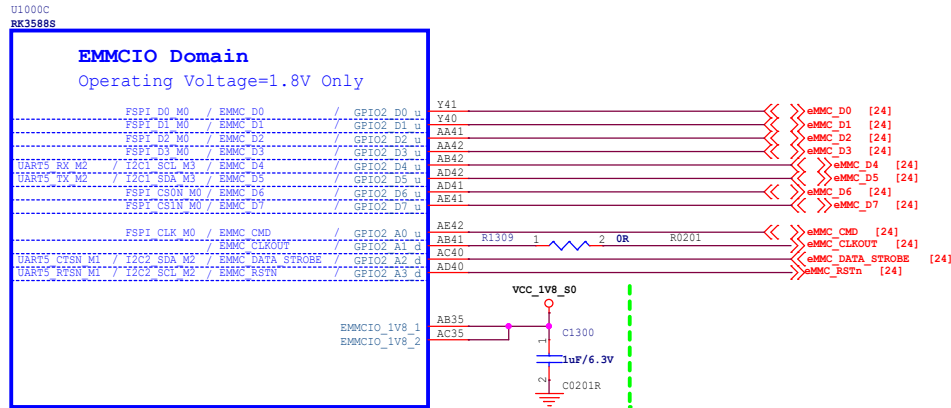 U1000C
RK3588S
EMMCIO Domain
Operating Voltage=1.8V Only
FSPI_D0_M0 / EMMC_D0 / GPIO2_D0_u Y41 eMMC_D0 [24]
FSPI_D1_M0 / EMMC_D1 / GPIO2_D1_u Y40 eMMC_D1 [24]
FSPI_D2_M0 / EMMC_D2 / GPIO2_D2_u AA41 eMMC_D2 [24]
FSPI_D3_M0 / EMMC_D3 / GPIO2_D3_u AA42 eMMC_D3 [24]
UART5_RX_M2 / I2C1_SCL_M3 / EMMC_D4 / GPIO2_D4_u AB42 eMMC_D4 [24]
UART5_TX_M2 / I2C1_SDA_M3 / EMMC_D5 / GPIO2_D5_u AD42 eMMC_D5 [24]
FSPI_CS0N_M0 / EMMC_D6 / GPIO2_D6_u AD41 eMMC_D6 [24]
FSPI_CS1N_M0 / EMMC_D7 / GPIO2_D7_u AE41 eMMC_D7 [24]
FSPI_CLK_M0 / EMMC_CMD / GPIO2_A0_u AE42 eMMC_CMD [24]
/ EMMC_CLKOUT / GPIO2_A1_d AB41 R1309 1 2 0R R0201 eMMC_CLKOUT [24]
UART5_CTSN_M1 / I2C2_SDA_M2 / EMMC_DATA_STROBE / GPIO2_A2_d AC40 eMMC_DATA_STROBE [24]
UART5_RTSN_M1 / I2C2_SCL_M2 / EMMC_RSTN / GPIO2_A3_d AD40 eMMC_RSTn [24]
VCC_1V8_S0
EMMCIO_1V8_1 AB35
EMMCIO_1V8_2 AC35
1 C1300
1uF/6.3V
2 C0201R